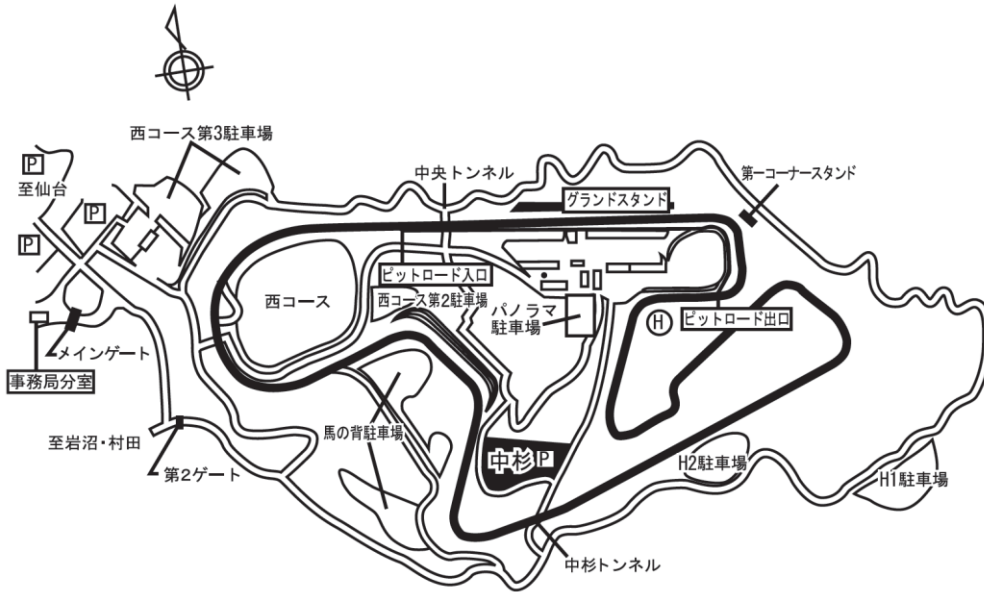 西コース第3駐車場
P
至仙台
P
P
中央トンネル
グランドスタンド
第一コーナースタンド
ピットロード入口
西コース
西コース第2駐車場
パノラマ
駐車場
H
ピットロード出口
メインゲート
事務局分室
至岩沼・村田
第2ゲート
馬の背駐車場
中杉 P
H2駐車場
H1駐車場
中杉トンネル